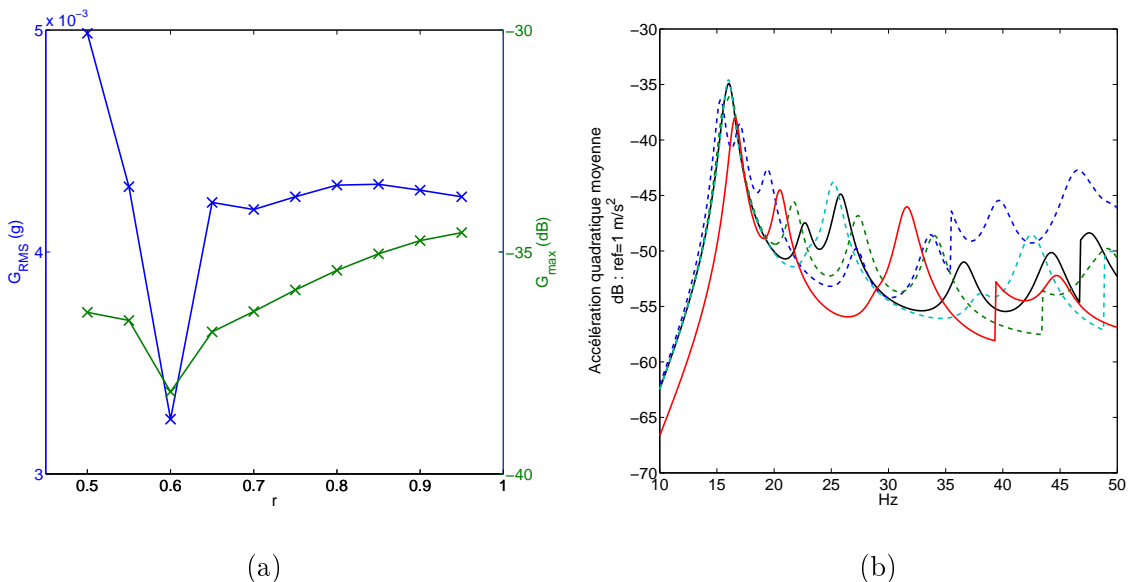 x 10⁻³
5
4
3
G_RMS (g)
0.5 0.6 0.7 0.8 0.9 1
r
−30
−35
−40
G_max (dB)
(a)
−30
−35
−40
−45
−50
−55
−60
−65
−70
Accélération quadratique moyenne
dB : ref=1 m/s²
10 15 20 25 30 35 40 45 50
Hz
(b)